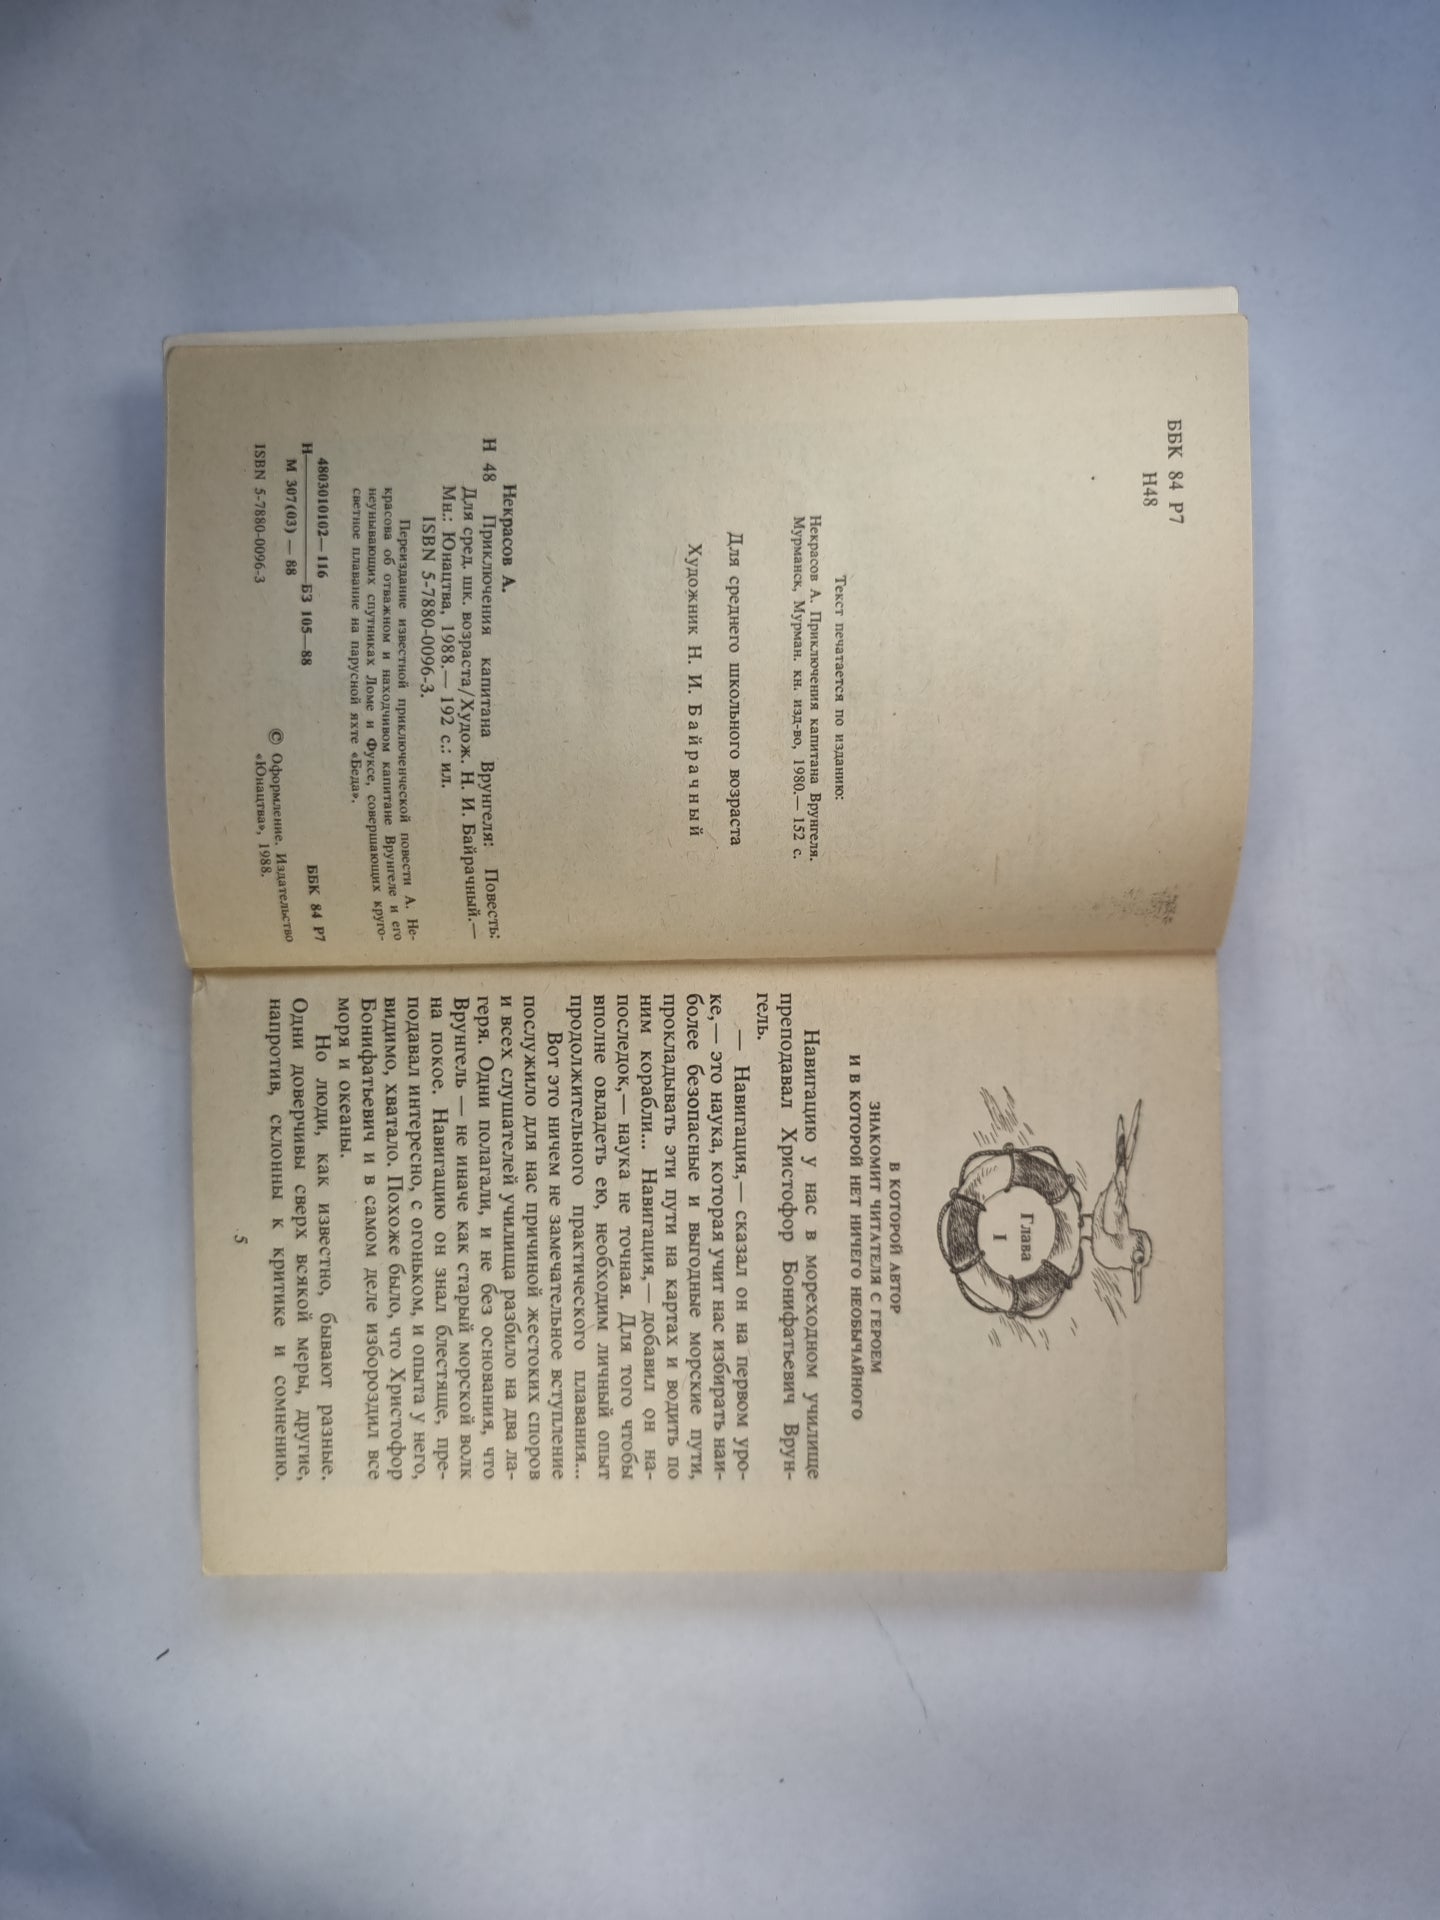 ББК 84 Р7
Н48
Текст печатается по изданию:
Некрасов А. Приключения капитана Врунгеля.
Мурманск, Мурман. кн. изд-во, 1980.— 152 с.
Для среднего школьного возраста
Художник Н. И. Байрачный
Некрасов А.
Н 48 Приключения капитана Врунгеля: Повесть:
Для сред. шк. возраста/Худож. Н. И. Байрачный.—
Мн.: Юнацтва, 1988.— 192 с.: ил.
ISBN 5-7880-0096-3.
Переиздание известной приключенческой повести А. Не-
красова об отважном и находчивом капитане Врунгеле и его
неунывающих спутниках Ломе и Фуксе, совершающих круго-
светное плавание на парусной яхте «Беда».
4803010102—116
Н———БЗ 105—88
М 307(03) — 88
ББК 84 Р7
ISBN 5-7880-0096-3
© Оформление. Издательство
«Юнацтва», 1988.
Глава
I
В КОТОРОЙ АВТОР
ЗНАКОМИТ ЧИТАТЕЛЯ С ГЕРОЕМ
И В КОТОРОЙ НЕТ НИЧЕГО НЕОБЫЧАЙНОГО
Навигацию у нас в мореходном училище
преподавал Христофор Бонифатьевич Врун-
гель.
— Навигация,— сказал он на первом уро-
ке,— это наука, которая учит нас избирать наи-
более безопасные и выгодные морские пути,
прокладывать эти пути на картах и водить по
ним корабли... Навигация,— добавил он на-
последок,— наука не точная. Для того чтобы
вполне овладеть ею, необходим личный опыт
продолжительного практического плавания...
Вот это ничем не замечательное вступление
послужило для нас причиной жестоких споров
и всех слушателей училища разбило на два ла-
геря. Одни полагали, и не без основания, что
Врунгель — не иначе как старый морской волк
на покое. Навигацию он знал блестяще, пре-
подавал интересно, с огоньком, и опыта у него,
видимо, хватало. Похоже было, что Христофор
Бонифатьевич и в самом деле избороздил все
моря и океаны.
Но люди, как известно, бывают разные.
Одни доверчивы сверх всякой меры, другие,
напротив, склонны к критике и сомнению.
5